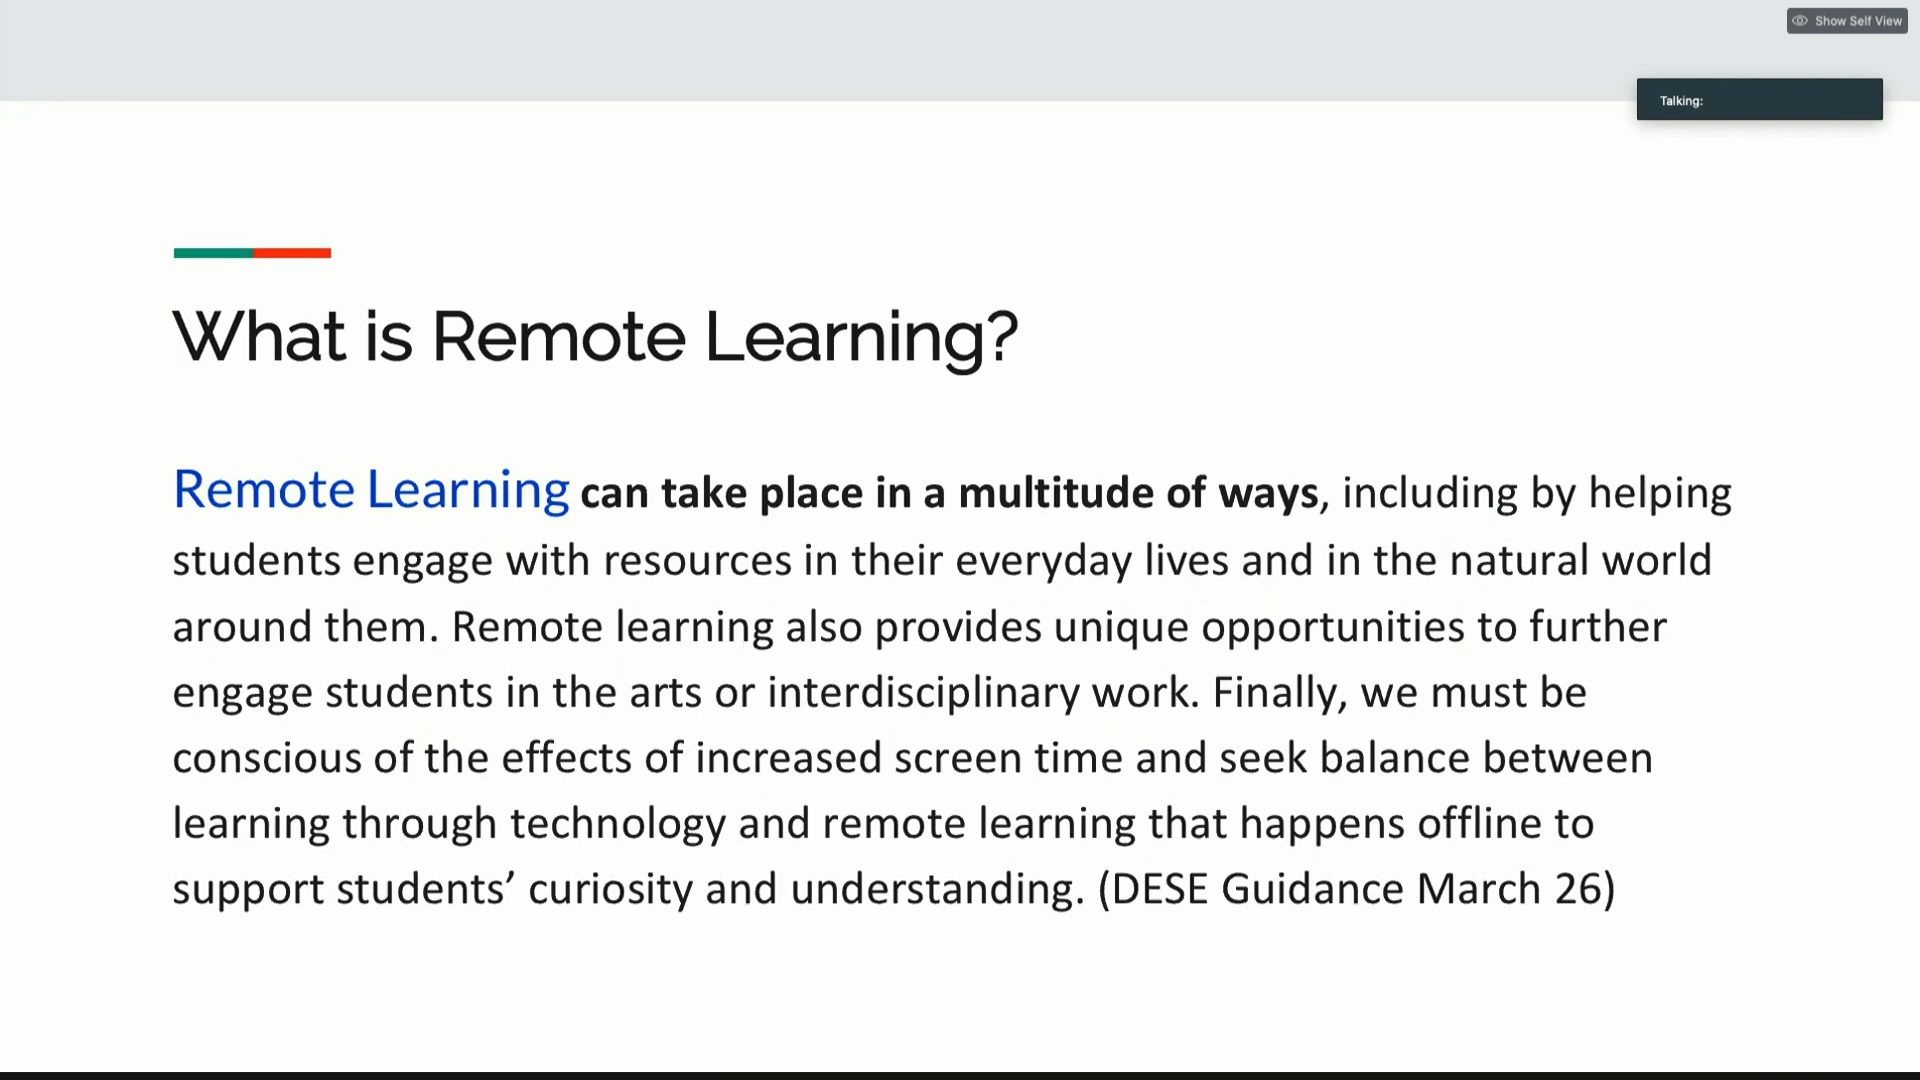 Show Self View
Talking:
What is Remote Learning?
Remote Learning can take place in a multitude of ways, including by helping
students engage with resources in their everyday lives and in the natural world
around them. Remote learning also provides unique opportunities to further
engage students in the arts or interdisciplinary work. Finally, we must be
conscious of the effects of increased screen time and seek balance between
learning through technology and remote learning that happens offline to
support students’ curiosity and understanding. (DESE Guidance March 26)